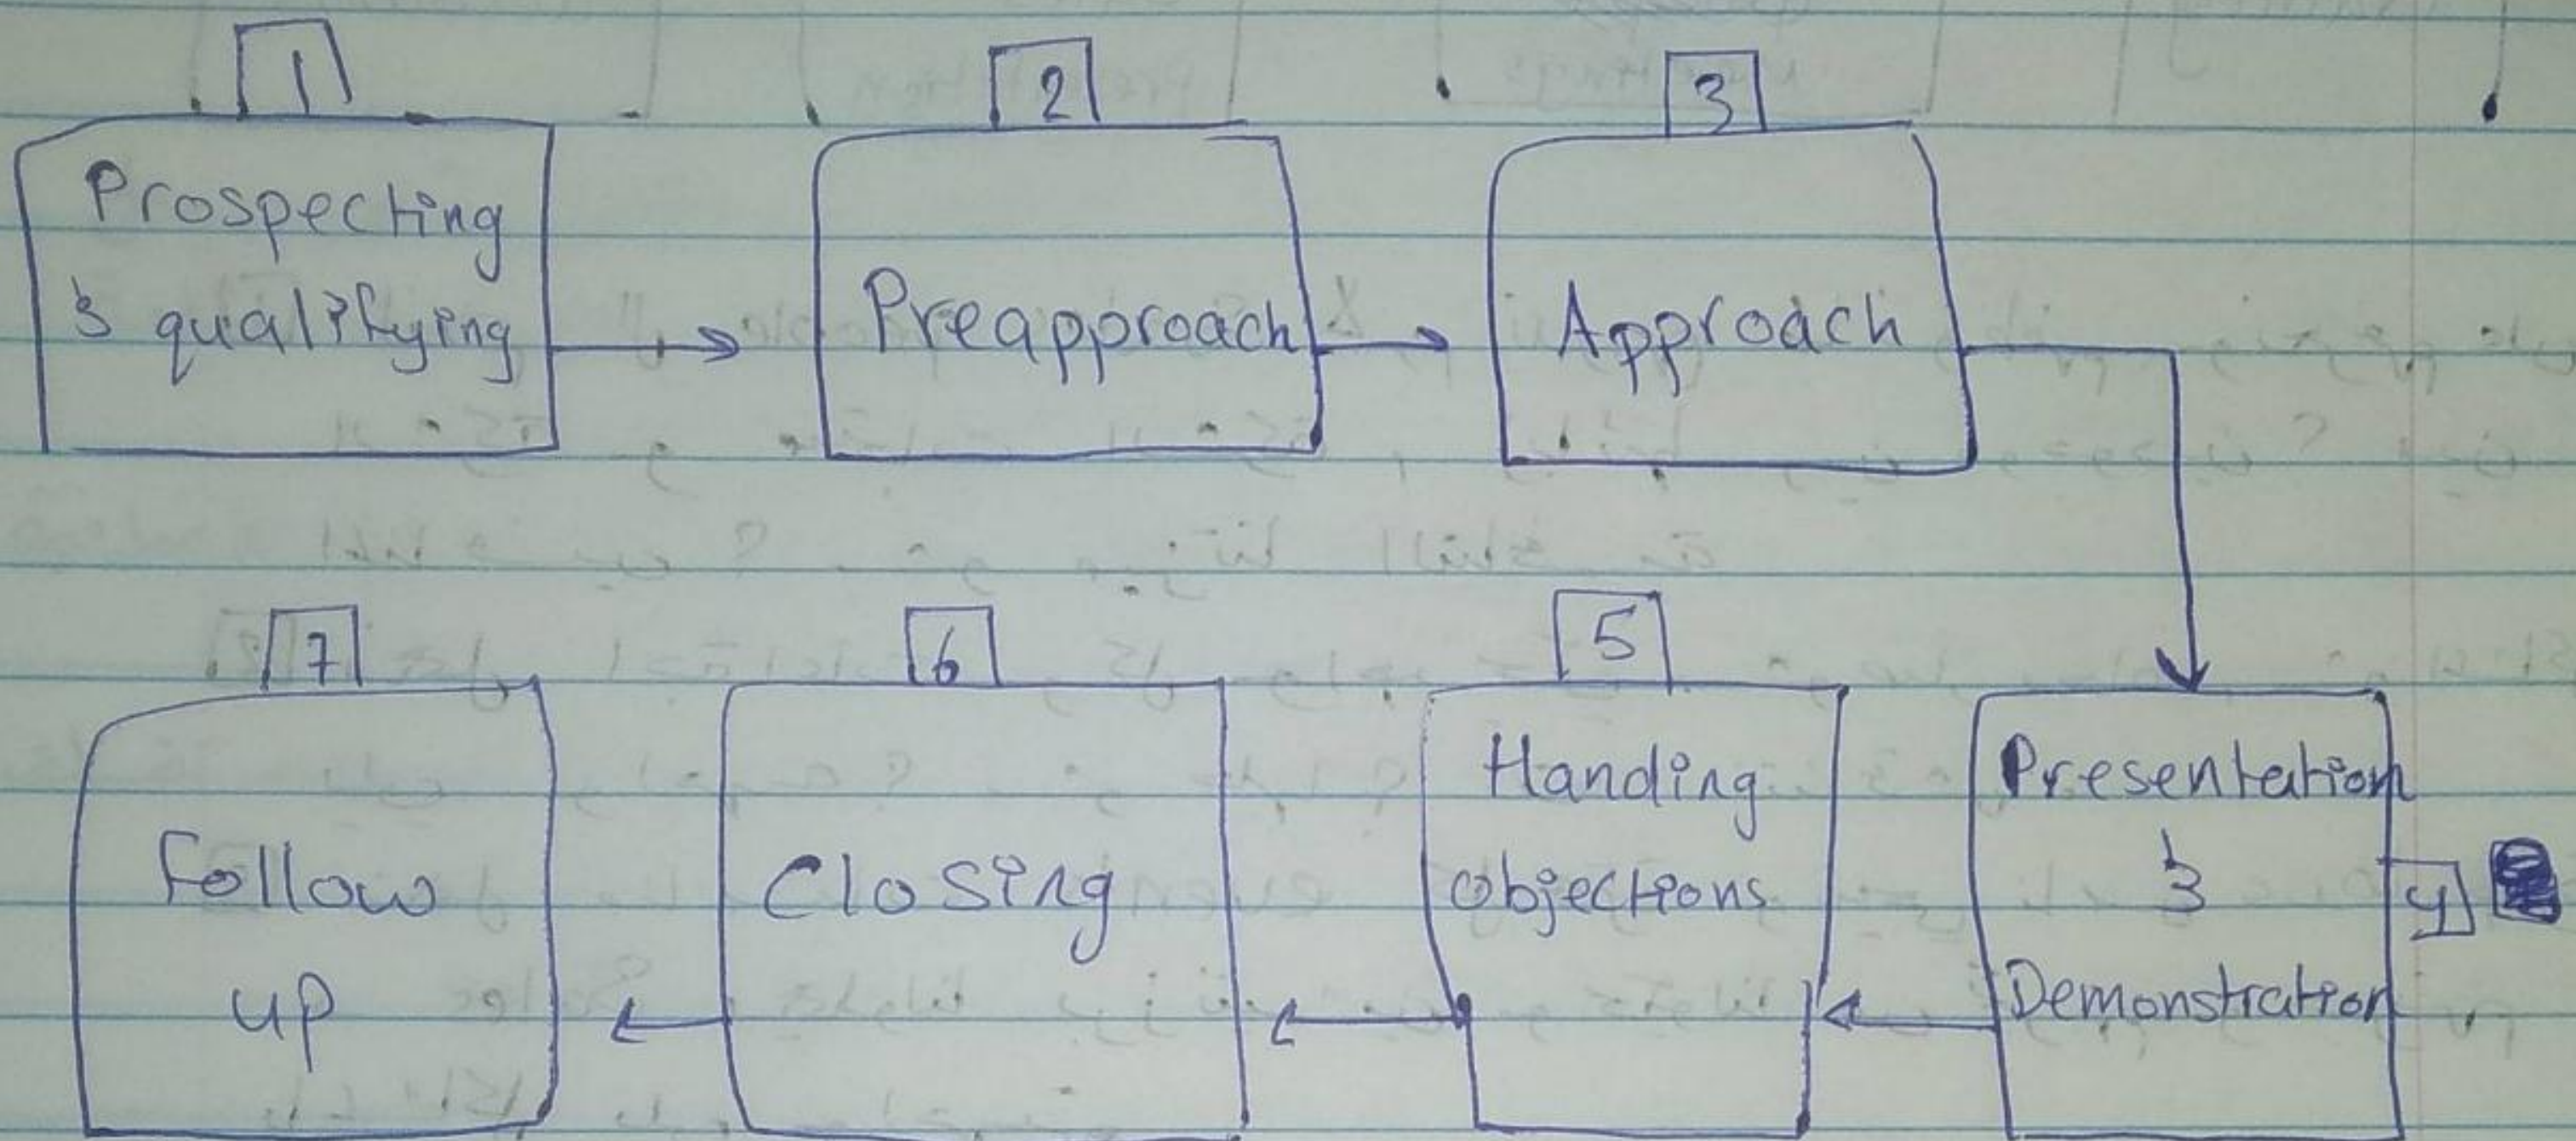 1
Prospecting
& qualifying
2
Preapproach
3
Approach
4
Presentation
&
Demonstration
5
Handing
objections
6
Closing
7
Follow
up